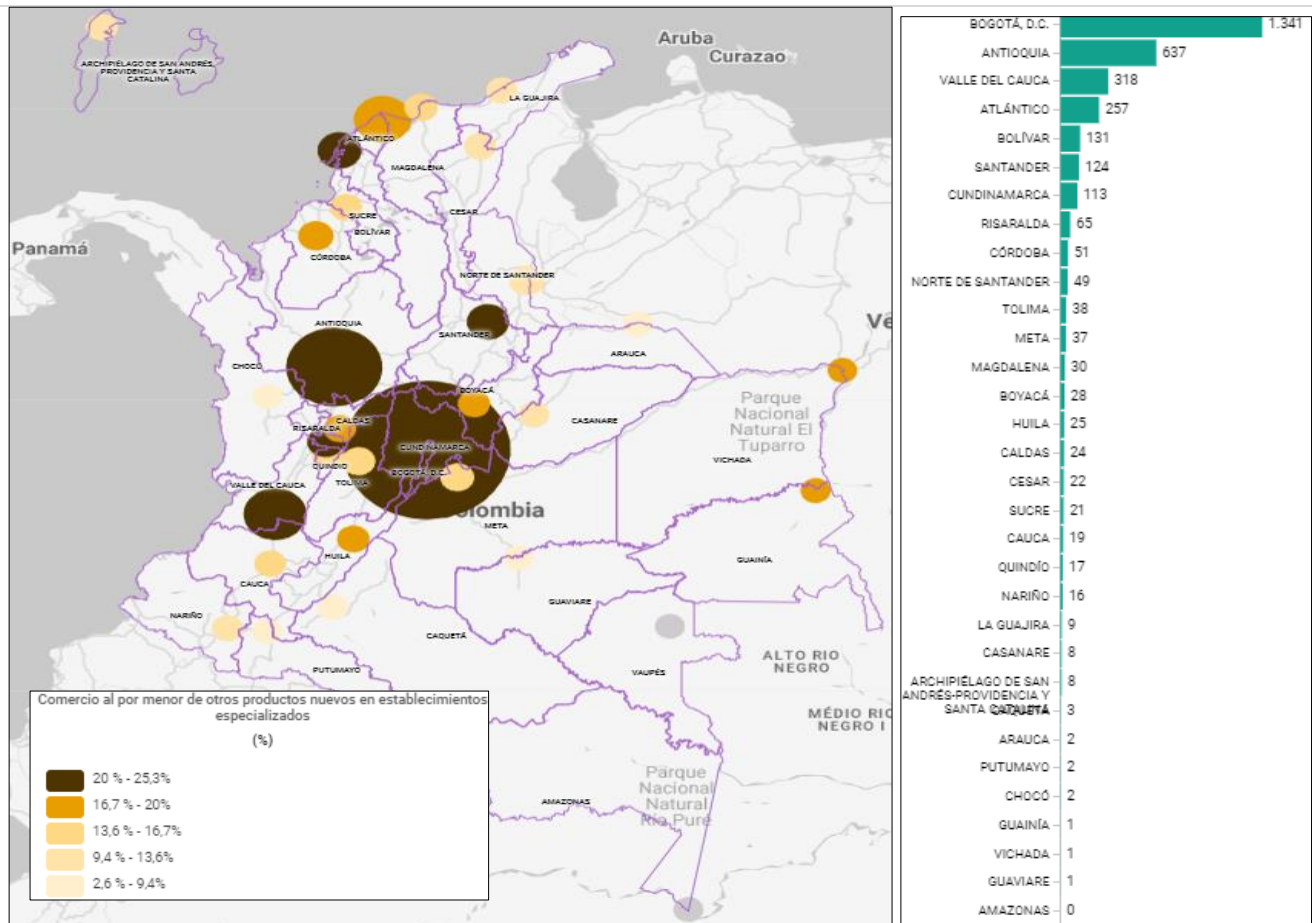 Aruba
Curazao
ARCHIPIÉLAGO DE SAN ANDRÉS,
PROVIDENCIA Y SANTA
CATALINA
LA GUAJIRA
ATLÁNTICO
MAGDALENA
CESAR
SUCRE
BOLÍVAR
Panamá
CÓRDOBA
NORTE DE SANTANDER
ANTIOQUIA
SANTANDER
Ve
ARAUCA
CHOCÓ
BOYACÁ
Parque
Nacional
Natural El
Tuparro
CASANARE
CALDAS
RISARALDA
CUNDINAMARCA
VICHADA
QUINDÍO
BOGOTÁ, D.C.
TOLIMA
VALLE DEL CAUCA
olombia
META
HUILA
GUAINÍA
CAUCA
GUAVIARE
NARIÑO
CAQUETÁ
ALTO RIO
NEGRO
VAUPÉS
PUTUMAYO
MÉDIO RIO
NEGRO I
Parque
Nacional
Natural
Río Puré
AMAZONAS
Comercio al por menor de otros productos nuevos en establecimientos
especializados
(%)
20 % - 25,3%
16,7 % - 20%
13,6 % - 16,7%
9,4 % - 13,6%
2,6 % - 9,4%
BOGOTÁ, D.C. 1.341
ANTIOQUIA 637
VALLE DEL CAUCA 318
ATLÁNTICO 257
BOLÍVAR 131
SANTANDER 124
CUNDINAMARCA 113
RISARALDA 65
CÓRDOBA 51
NORTE DE SANTANDER 49
TOLIMA 38
META 37
MAGDALENA 30
BOYACÁ 28
HUILA 25
CALDAS 24
CESAR 22
SUCRE 21
CAUCA 19
QUINDÍO 17
NARIÑO 16
LA GUAJIRA 9
CASANARE 8
ARCHIPIÉLAGO DE SAN 8
ANDRÉS-PROVIDENCIA Y
SANTA CATALINA
CAQUETÁ 3
ARAUCA 2
PUTUMAYO 2
CHOCÓ 2
GUAINÍA 1
VICHADA 1
GUAVIARE 1
AMAZONAS 0